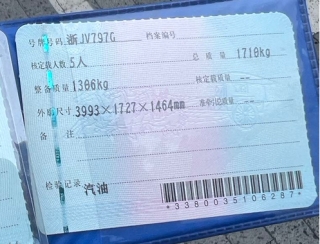 号牌号码 浙JV797G 档案编号
核定载人数 5人 总质量 1710kg
整备质量 1306kg 核定载质量 --
外廓尺寸 3993×1727×1464mm 准牵引总质量 --
备注
检验记录 汽油
*3380035106287*